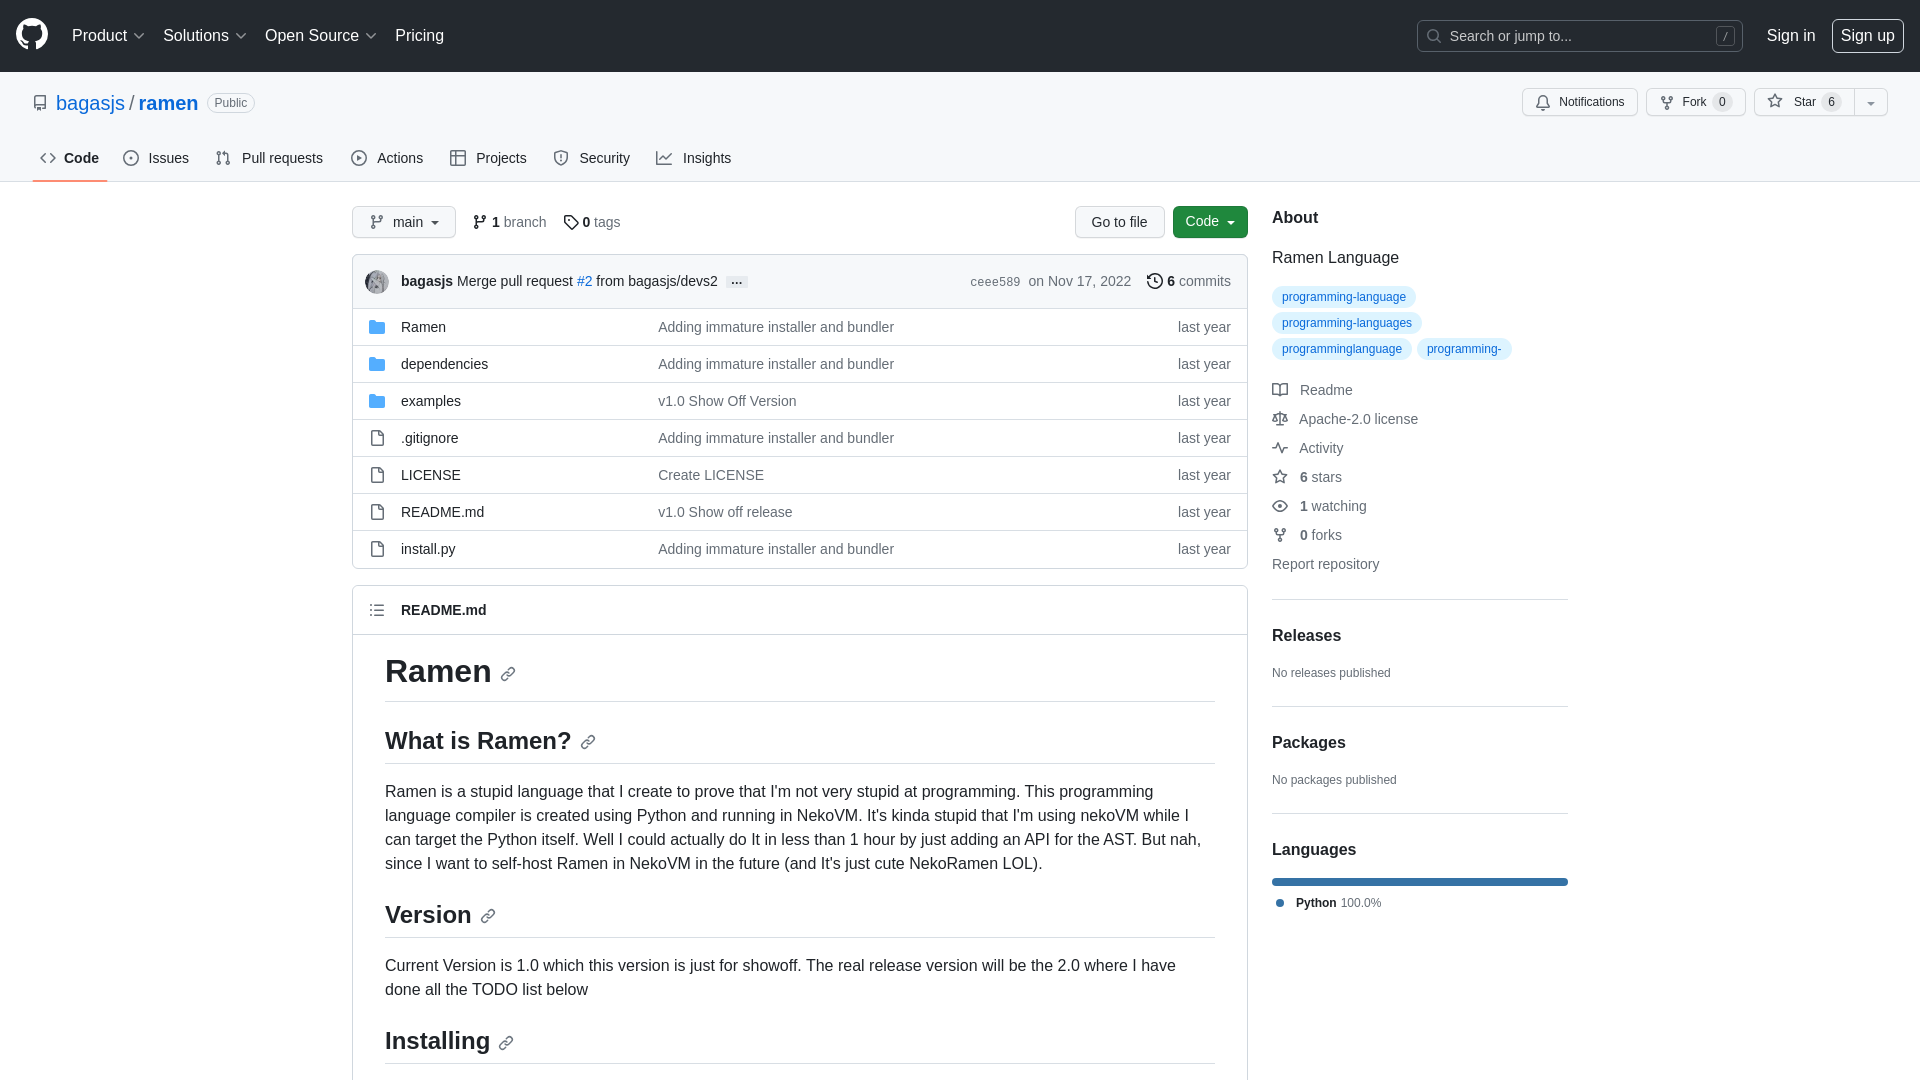 Product Solutions Open Source Pricing Search or jump to... / Sign in Sign up
bagasjs / ramen Public Notifications Fork 0 Star 6
Code Issues Pull requests Actions Projects Security Insights
main 1 branch 0 tags Go to file Code
bagasjs Merge pull request #2 from bagasjs/devs2 ... ceee589 on Nov 17, 2022 6 commits
Ramen Adding immature installer and bundler last year
dependencies Adding immature installer and bundler last year
examples v1.0 Show Off Version last year
.gitignore Adding immature installer and bundler last year
LICENSE Create LICENSE last year
README.md v1.0 Show off release last year
install.py Adding immature installer and bundler last year
README.md
Ramen
What is Ramen?
Ramen is a stupid language that I create to prove that I'm not very stupid at programming. This programming
language compiler is created using Python and running in NekoVM. It's kinda stupid that I'm using nekoVM while I
can target the Python itself. Well I could actually do It in less than 1 hour by just adding an API for the AST. But nah,
since I want to self-host Ramen in NekoVM in the future (and It's just cute NekoRamen LOL).
Version
Current Version is 1.0 which this version is just for showoff. The real release version will be the 2.0 where I have
done all the TODO list below
Installing
About
Ramen Language
programming-language
programming-languages
programminglanguage programming-
Readme
Apache-2.0 license
Activity
6 stars
1 watching
0 forks
Report repository
Releases
No releases published
Packages
No packages published
Languages
Python 100.0%